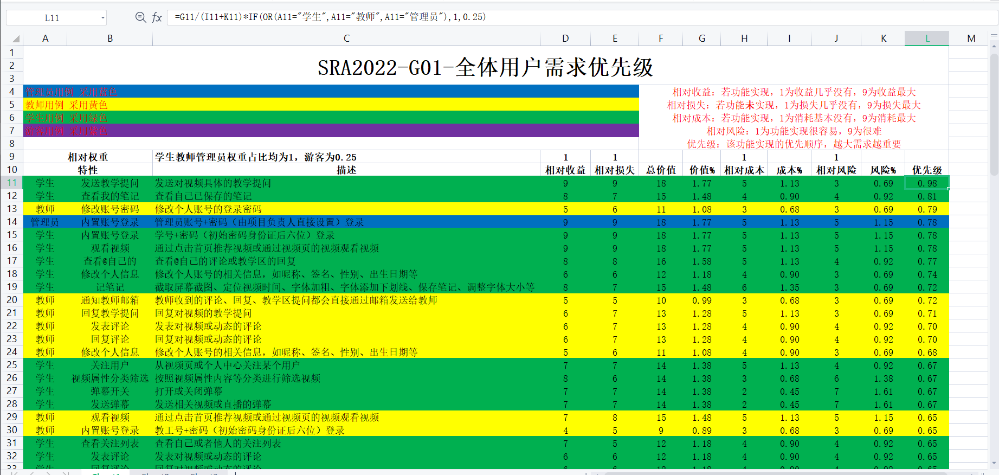 L11 fx =G11/(I11+K11)*IF(OR(A11="学生",A11="教师",A11="管理员"),1,0.25)
A B C D E F G H I J K L M
1
2 SRA2022-G01-全体用户需求优先级
3
4 管理员用例 采用蓝色 相对收益: 若功能实现，1为收益几乎没有，9为收益最大
5 教师用例 采用黄色 相对损失: 若功能未实现，1为损失几乎没有，9为损失最大
6 学生用例 采用绿色 相对成本: 若功能实现，1为消耗基本没有，9为消耗最大
7 游客用例 采用紫色 相对风险: 1为功能实现很容易，9为很难
8 优先级: 该功能实现的优先顺序，越大需求越重要
9 相对权重 学生教师管理员权重占比均为1，游客为0.25 1 1 1 1
10 特性 描述 相对收益 相对损失 总价值 价值% 相对成本 成本% 相对风险 风险% 优先级
11 学生 发送教学提问 发送对视频具体的教学提问 9 9 18 1.77 5 1.13 3 0.69 0.98
12 学生 查看我的笔记 查看自己已保存的笔记 8 7 15 1.48 4 0.90 4 0.92 0.81
13 教师 修改账号密码 修改个人账号的登录密码 5 6 11 1.08 3 0.68 3 0.69 0.79
14 管理员 内置账号登录 管理员账号+密码（由项目负责人直接设置）登录 9 9 18 1.77 5 1.13 5 1.15 0.78
15 学生 内置账号登录 学号+密码（初始密码身份证后六位）登录 9 9 18 1.77 5 1.13 5 1.15 0.78
16 学生 观看视频 通过点击首页推荐视频或通过视频页的视频观看视频 9 9 18 1.77 5 1.13 5 1.15 0.78
17 学生 查看@自己的 查看@自己的评论或教学区的回复 8 8 16 1.58 5 1.13 4 0.92 0.77
18 学生 修改个人信息 修改个人账号的相关信息，如昵称、签名、性别、出生日期等 6 6 12 1.18 4 0.90 3 0.69 0.74
19 学生 记笔记 截取屏幕截图、定位视频时间、字体加粗、字体添加下划线、保存笔记、调整字体大小等 8 7 15 1.48 6 1.35 3 0.69 0.72
20 教师 通知教师邮箱 教师收到的评论、回复、教学区提问都会直接通过邮箱发送给教师 5 5 10 0.99 3 0.68 3 0.69 0.72
21 教师 回复教学提问 回复对视频的教学提问 6 7 13 1.28 5 1.13 3 0.69 0.71
22 教师 发表评论 发表对视频或动态的评论 6 7 13 1.28 4 0.90 4 0.92 0.70
23 教师 回复评论 回复对视频或动态的评论 6 7 13 1.28 4 0.90 4 0.92 0.70
24 教师 修改个人信息 修改个人账号的相关信息，如昵称、签名、性别、出生日期等 5 6 11 1.08 4 0.90 3 0.69 0.68
25 学生 关注用户 从视频页或个人中心关注某个用户 7 7 14 1.38 5 1.13 4 0.92 0.67
26 学生 视频属性分类筛选 按照视频属性内容等分类进行筛选视频 8 6 14 1.38 3 0.68 6 1.38 0.67
27 学生 弹幕开关 打开或关闭弹幕 7 7 14 1.38 2 0.45 7 1.61 0.67
28 学生 发送弹幕 发送相关视频或直播的弹幕 7 7 14 1.38 2 0.45 7 1.61 0.67
29 教师 观看视频 通过点击首页推荐视频或通过视频页的视频观看视频 7 8 15 1.48 5 1.13 5 1.15 0.65
30 教师 内置账号登录 教工号+密码（初始密码身份证后六位）登录 4 5 9 0.89 3 0.68 3 0.69 0.65
31 学生 查看关注列表 查看自己或者他人的关注列表 7 5 12 1.18 4 0.90 4 0.92 0.65
32 学生 发表评论 发表对视频或动态的评论 6 6 12 1.18 4 0.90 4 0.92 0.65
33 学生 回复评论 回复对视频或动态的评论 6 6 12 1.18 4 0.90 4 0.92 0.65